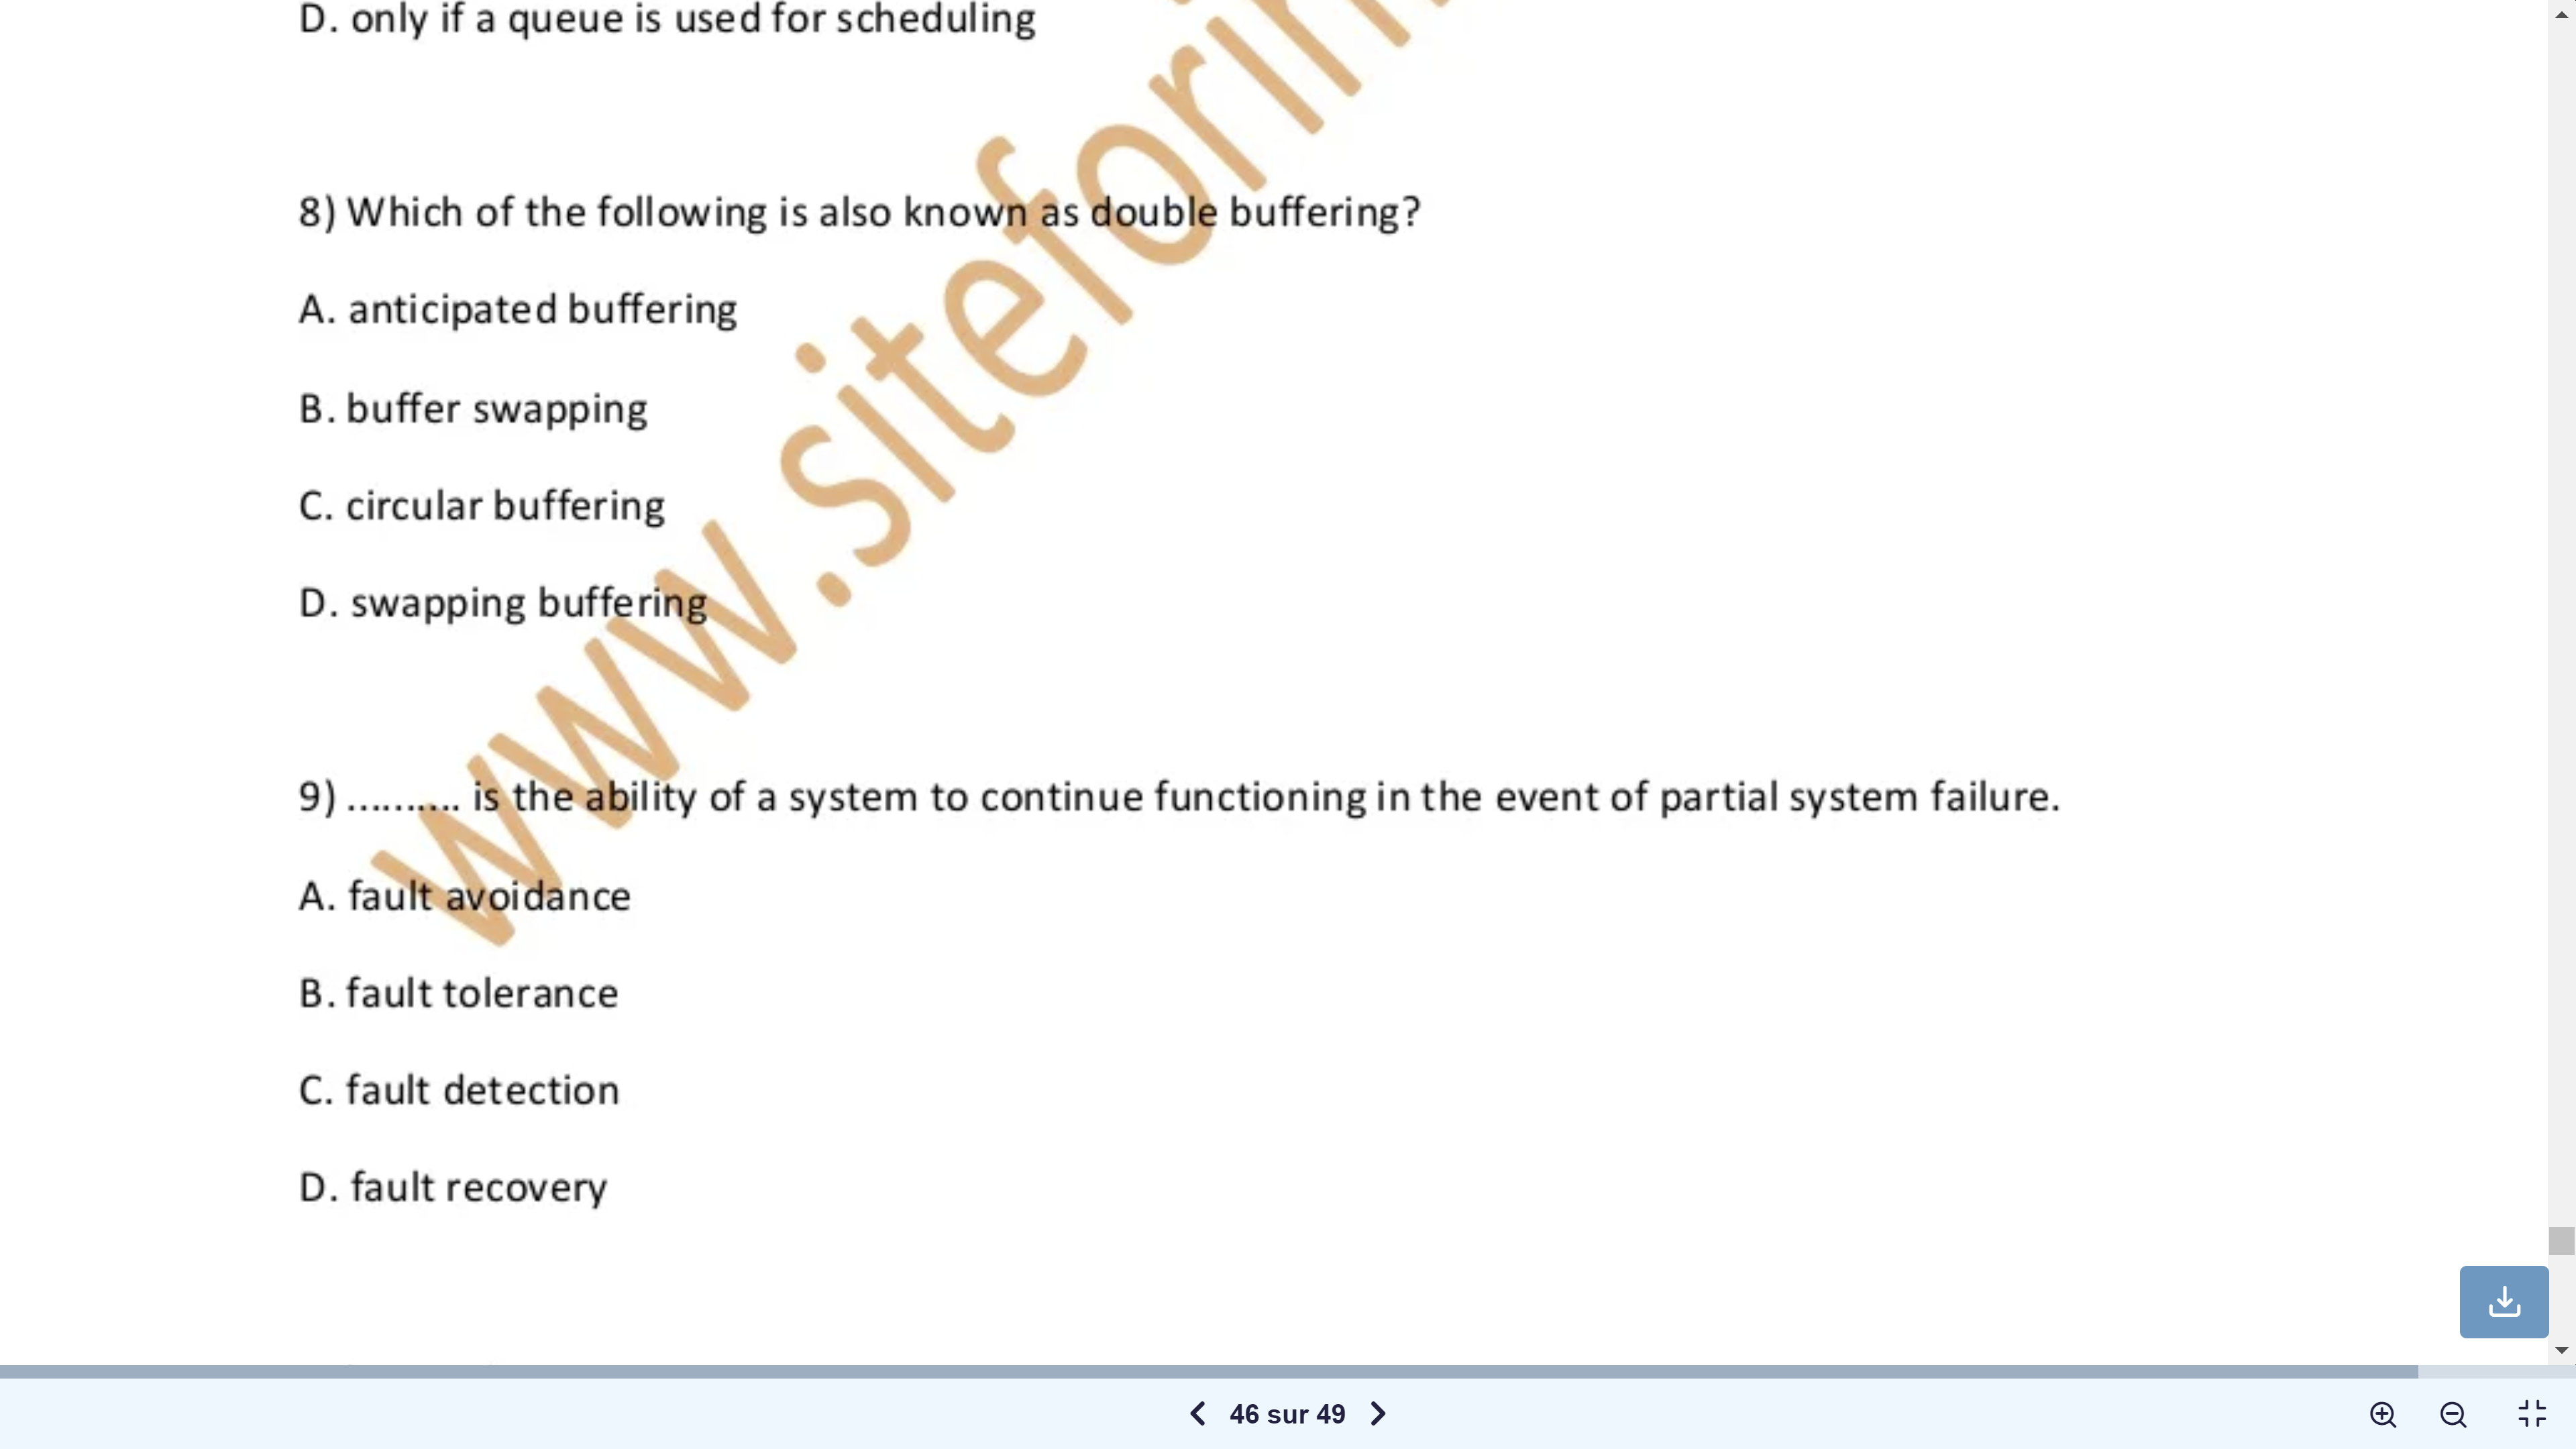 D. only if a queue is used for scheduling
8) Which of the following is also known as double buffering?
A. anticipated buffering
B. buffer swapping
C. circular buffering
D. swapping buffering
9) .......... is the ability of a system to continue functioning in the event of partial system failure.
A. fault avoidance
B. fault tolerance
C. fault detection
D. fault recovery
www.sitefor
46 sur 49